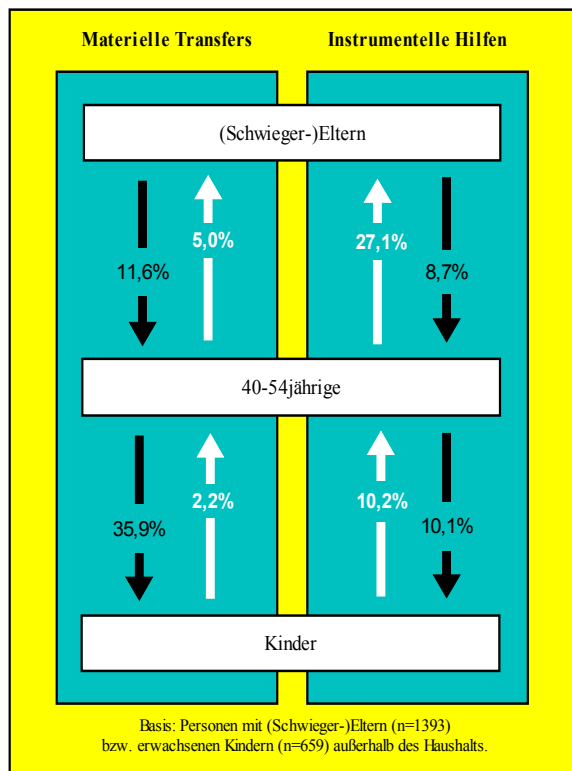 Materielle Transfers
Instrumentelle Hilfen
(Schwieger-)Eltern
5,0%
27,1%
11,6%
8,7%
40-54jährige
2,2%
10,2%
35,9%
10,1%
Kinder
Basis: Personen mit (Schwieger-)Eltern (n=1393)
bzw. erwachsenen Kindern (n=659) außerhalb des Haushalts.